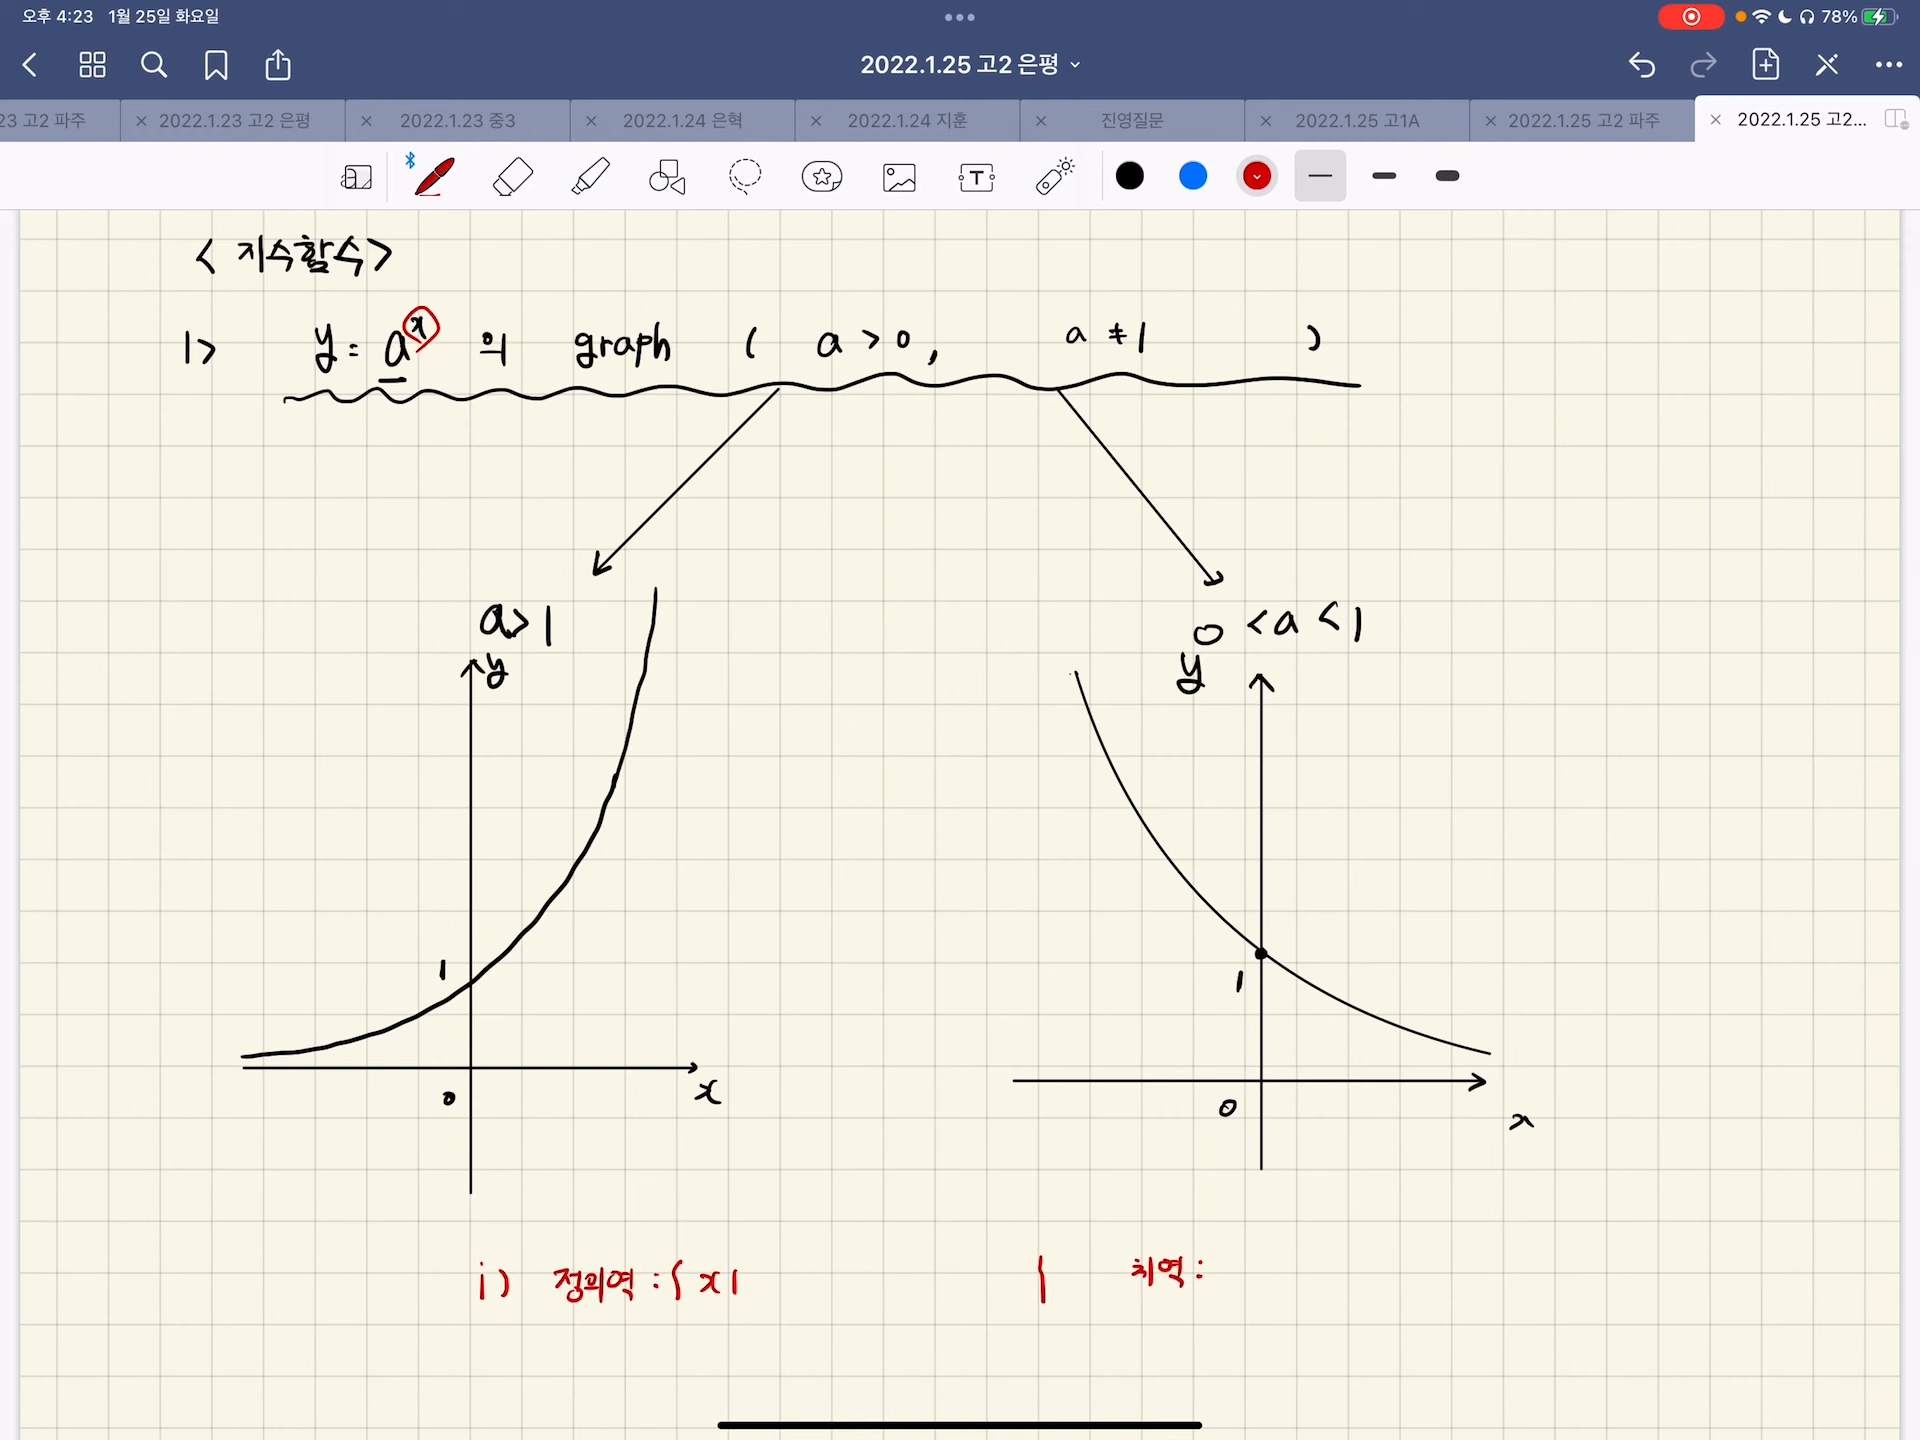 오후 4:23 1월 25일 화요일
78%
2022.1.25 고2 은평
23 고2 파주
2022.1.23 고2 은평
2022.1.23 중3
2022.1.24 은혁
2022.1.24 지훈
진영질문
2022.1.25 고1A
2022.1.25 고2 파주
2022.1.25 고2...
< 지수함수>
1> y = a^x 의 graph ( a > 0, a ≠ 1 )
a > 1
0 < a < 1
y
y
1
1
0
x
0
x
i) 정의역 : { x |
} 치역 :